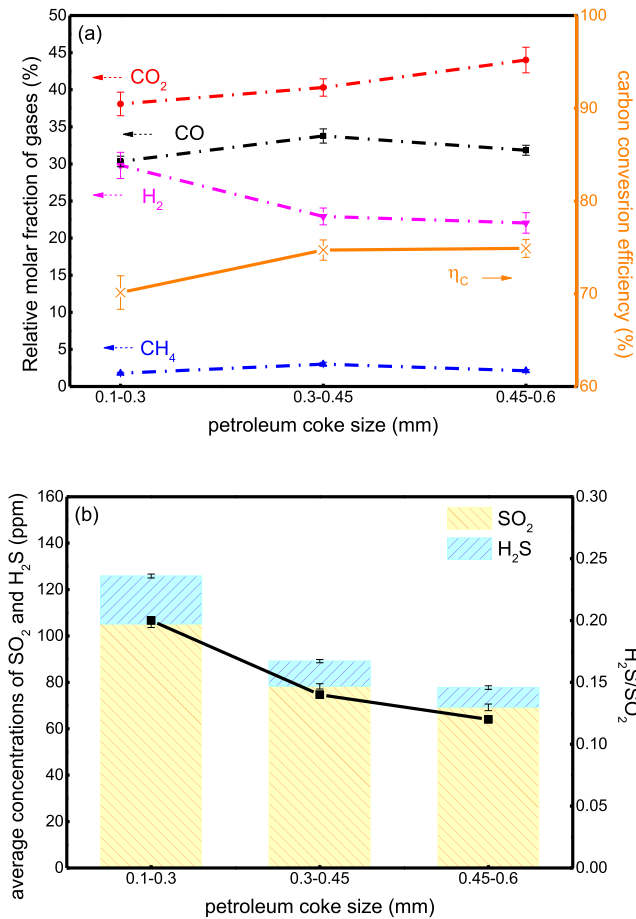 (a)
50
45
40
35
30
25
20
15
10
5
0
Relative molar fraction of gases (%)
CO2
CO
H2
ηC
CH4
100
90
80
70
60
carbon convesrion efficiency (%)
0.1-0.3
0.3-0.45
0.45-0.6
petroleum coke size (mm)
(b)
160
140
120
100
80
60
40
20
0
average concentrations of SO2 and H2S (ppm)
SO2
H2S
0.30
0.25
0.20
0.15
0.10
0.05
0.00
H2S/SO2
0.1-0.3
0.3-0.45
0.45-0.6
petroleum coke size (mm)